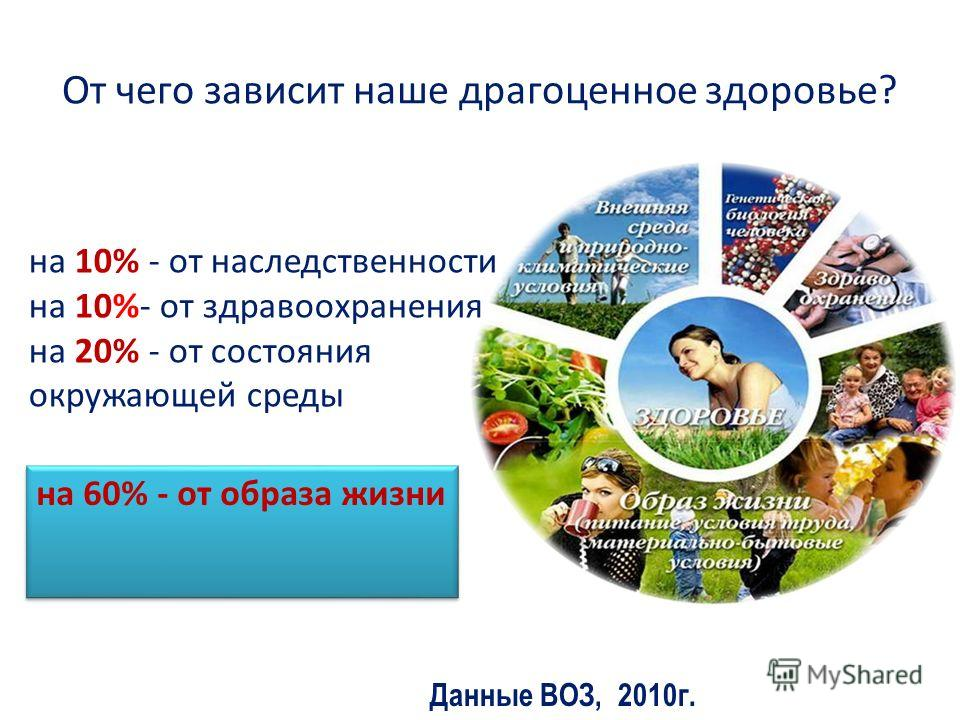 От чего зависит наше драгоценное здоровье?
на 10% - от наследственности
на 10%- от здравоохранения
на 20% - от состояния
окружающей среды
на 60% - от образа жизни
Внешняя
среда
и природно-
климатические
условия
Генетическая
биология
человека
Здраво-
охранение
ЗДОРОВЬЕ
Образ жизни
(питание, условия труда,
материально-бытовые
условия)
Данные ВОЗ, 2010г.
MyShared